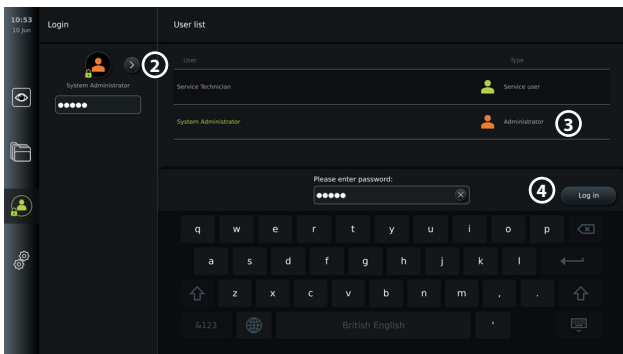 10:53
10 Jun
Login
User list
2
User
Type
System Administrator
●●●●●
Service Technician
Service user
System Administrator
Administrator
3
Please enter password:
●●●●●
4
Log in
q w e r t y u i o p
a s d f g h j k l
z x c v b n m , .
&123
British English
'